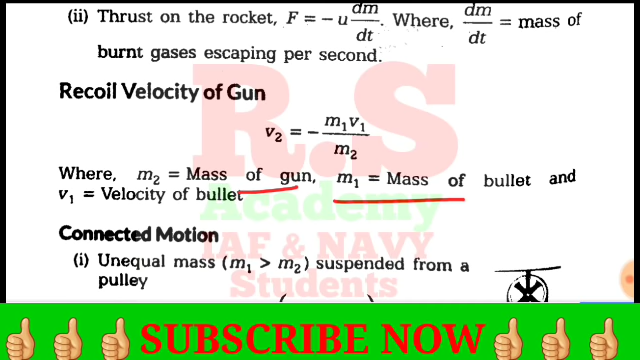 (ii) Thrust on the rocket, F = − u dm/dt. Where, dm/dt = mass of
burnt gases escaping per second.
Recoil Velocity of Gun
v₂ = − m₁v₁/m₂
Where, m₂ = Mass of gun, m₁ = Mass of bullet and
v₁ = Velocity of bullet
Connected Motion
(i) Unequal mass (m₁ > m₂) suspended from a
pulley
R.S
Academy
IAF & NAVY
Students
👍 👍 👍 SUBSCRIBE NOW 👍 👍 👍